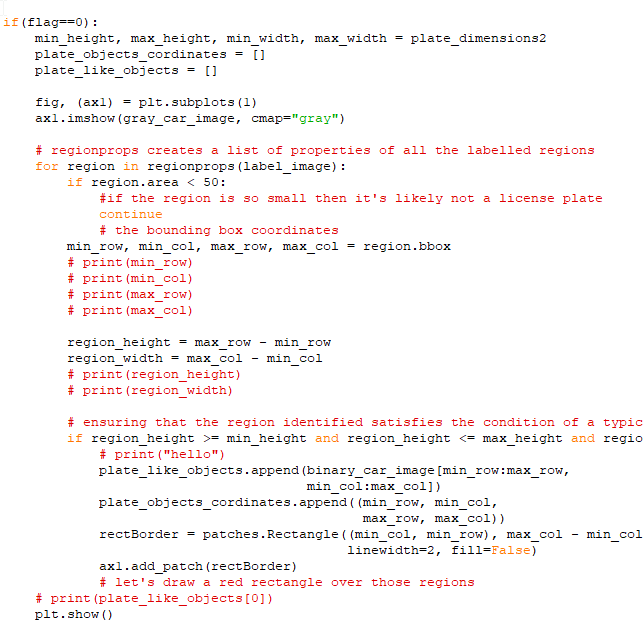 if(flag==0):
    min_height, max_height, min_width, max_width = plate_dimensions2
    plate_objects_cordinates = []
    plate_like_objects = []

    fig, (ax1) = plt.subplots(1)
    ax1.imshow(gray_car_image, cmap="gray")

    # regionprops creates a list of properties of all the labelled regions
    for region in regionprops(label_image):
        if region.area < 50:
            #if the region is so small then it's likely not a license plate
            continue
            # the bounding box coordinates
        min_row, min_col, max_row, max_col = region.bbox
        # print(min_row)
        # print(min_col)
        # print(max_row)
        # print(max_col)

        region_height = max_row - min_row
        region_width = max_col - min_col
        # print(region_height)
        # print(region_width)

        # ensuring that the region identified satisfies the condition of a typic
        if region_height >= min_height and region_height <= max_height and regio
            # print("hello")
            plate_like_objects.append(binary_car_image[min_row:max_row,
                                      min_col:max_col])
            plate_objects_cordinates.append((min_row, min_col,
                                             max_row, max_col))
            rectBorder = patches.Rectangle((min_col, min_row), max_col - min_col
                                           linewidth=2, fill=False)
            ax1.add_patch(rectBorder)
            # let's draw a red rectangle over those regions
    # print(plate_like_objects[0])
    plt.show()